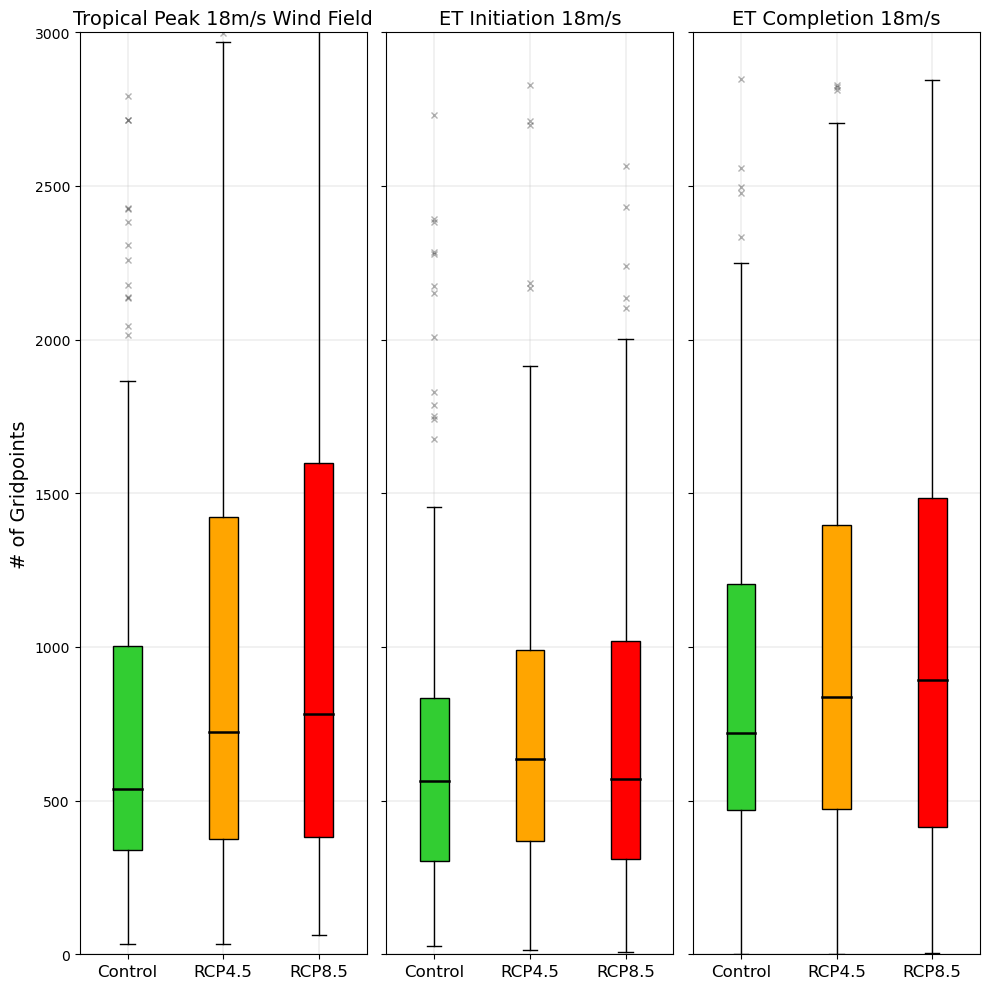 Tropical Peak 18m/s Wind Field
ET Initiation 18m/s
ET Completion 18m/s
# of Gridpoints
3000
2500
2000
1500
1000
500
0
Control RCP4.5 RCP8.5
Control RCP4.5 RCP8.5
Control RCP4.5 RCP8.5